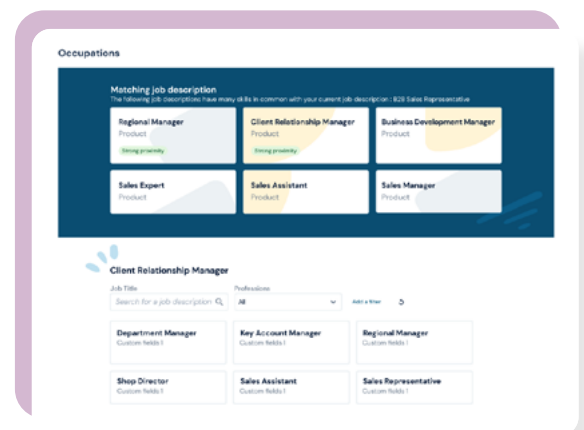 Occupations
Matching job description
The following job descriptions have many skills in common with your current job description : B2B Sales Representative
Regional Manager
Product
Strong proximity
Client Relationship Manager
Product
Strong proximity
Business Development Manager
Product
Sales Expert
Product
Sales Assistant
Product
Sales Manager
Product
Client Relationship Manager
Job Title
Professions
Search for a job description
All
Add a filter
Department Manager
Custom fields 1
Key Account Manager
Custom fields 1
Regional Manager
Custom fields 1
Shop Director
Custom fields 1
Sales Assistant
Custom fields 1
Sales Representative
Custom fields 1